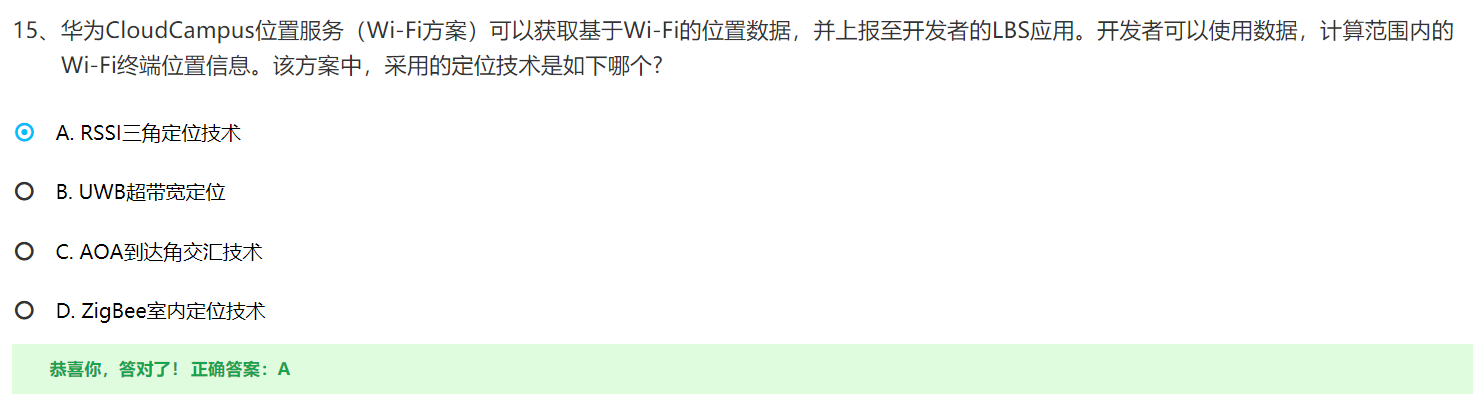 15、华为CloudCampus位置服务（Wi-Fi方案）可以获取基于Wi-Fi的位置数据，并上报至开发者的LBS应用。开发者可以使用数据，计算范围内的
Wi-Fi终端位置信息。该方案中，采用的定位技术是如下哪个?
A. RSSI三角定位技术
B. UWB超带宽定位
C. AOA到达角交汇技术
D. ZigBee室内定位技术
恭喜你，答对了！ 正确答案：A